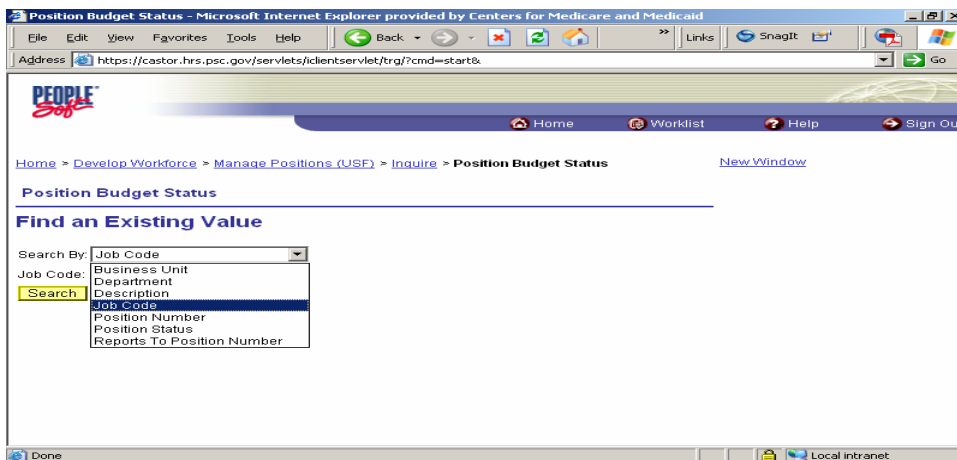 Position Budget Status - Microsoft Internet Explorer provided by Centers for Medicare and Medicaid
File Edit View Favorites Tools Help Back » Links SnagIt
Address https://castor.hrs.psc.gov/servlets/iclientservlet/trg/?cmd=start& Go
PEOPLE Soft
Home Worklist Help Sign Ou
Home > Develop Workforce > Manage Positions (USF) > Inquire > Position Budget Status New Window
Position Budget Status
Find an Existing Value
Search By: Job Code
Job Code:
Search
Business Unit
Department
Description
Job Code
Position Number
Position Status
Reports To Position Number
Done Local intranet